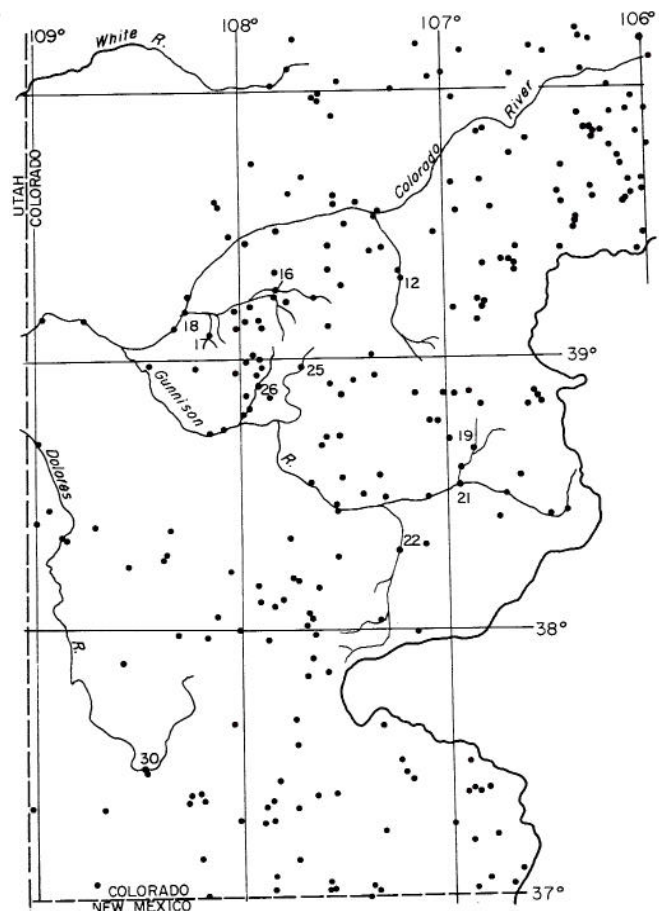 109° 108° 107° 106°
White R.
Colorado River
UTAH
COLORADO
16
12
18
17
39°
25
Gunnison
26
19
Dolores
R.
21
22
38°
R.
30
COLORADO
NEW MEXICO
37°